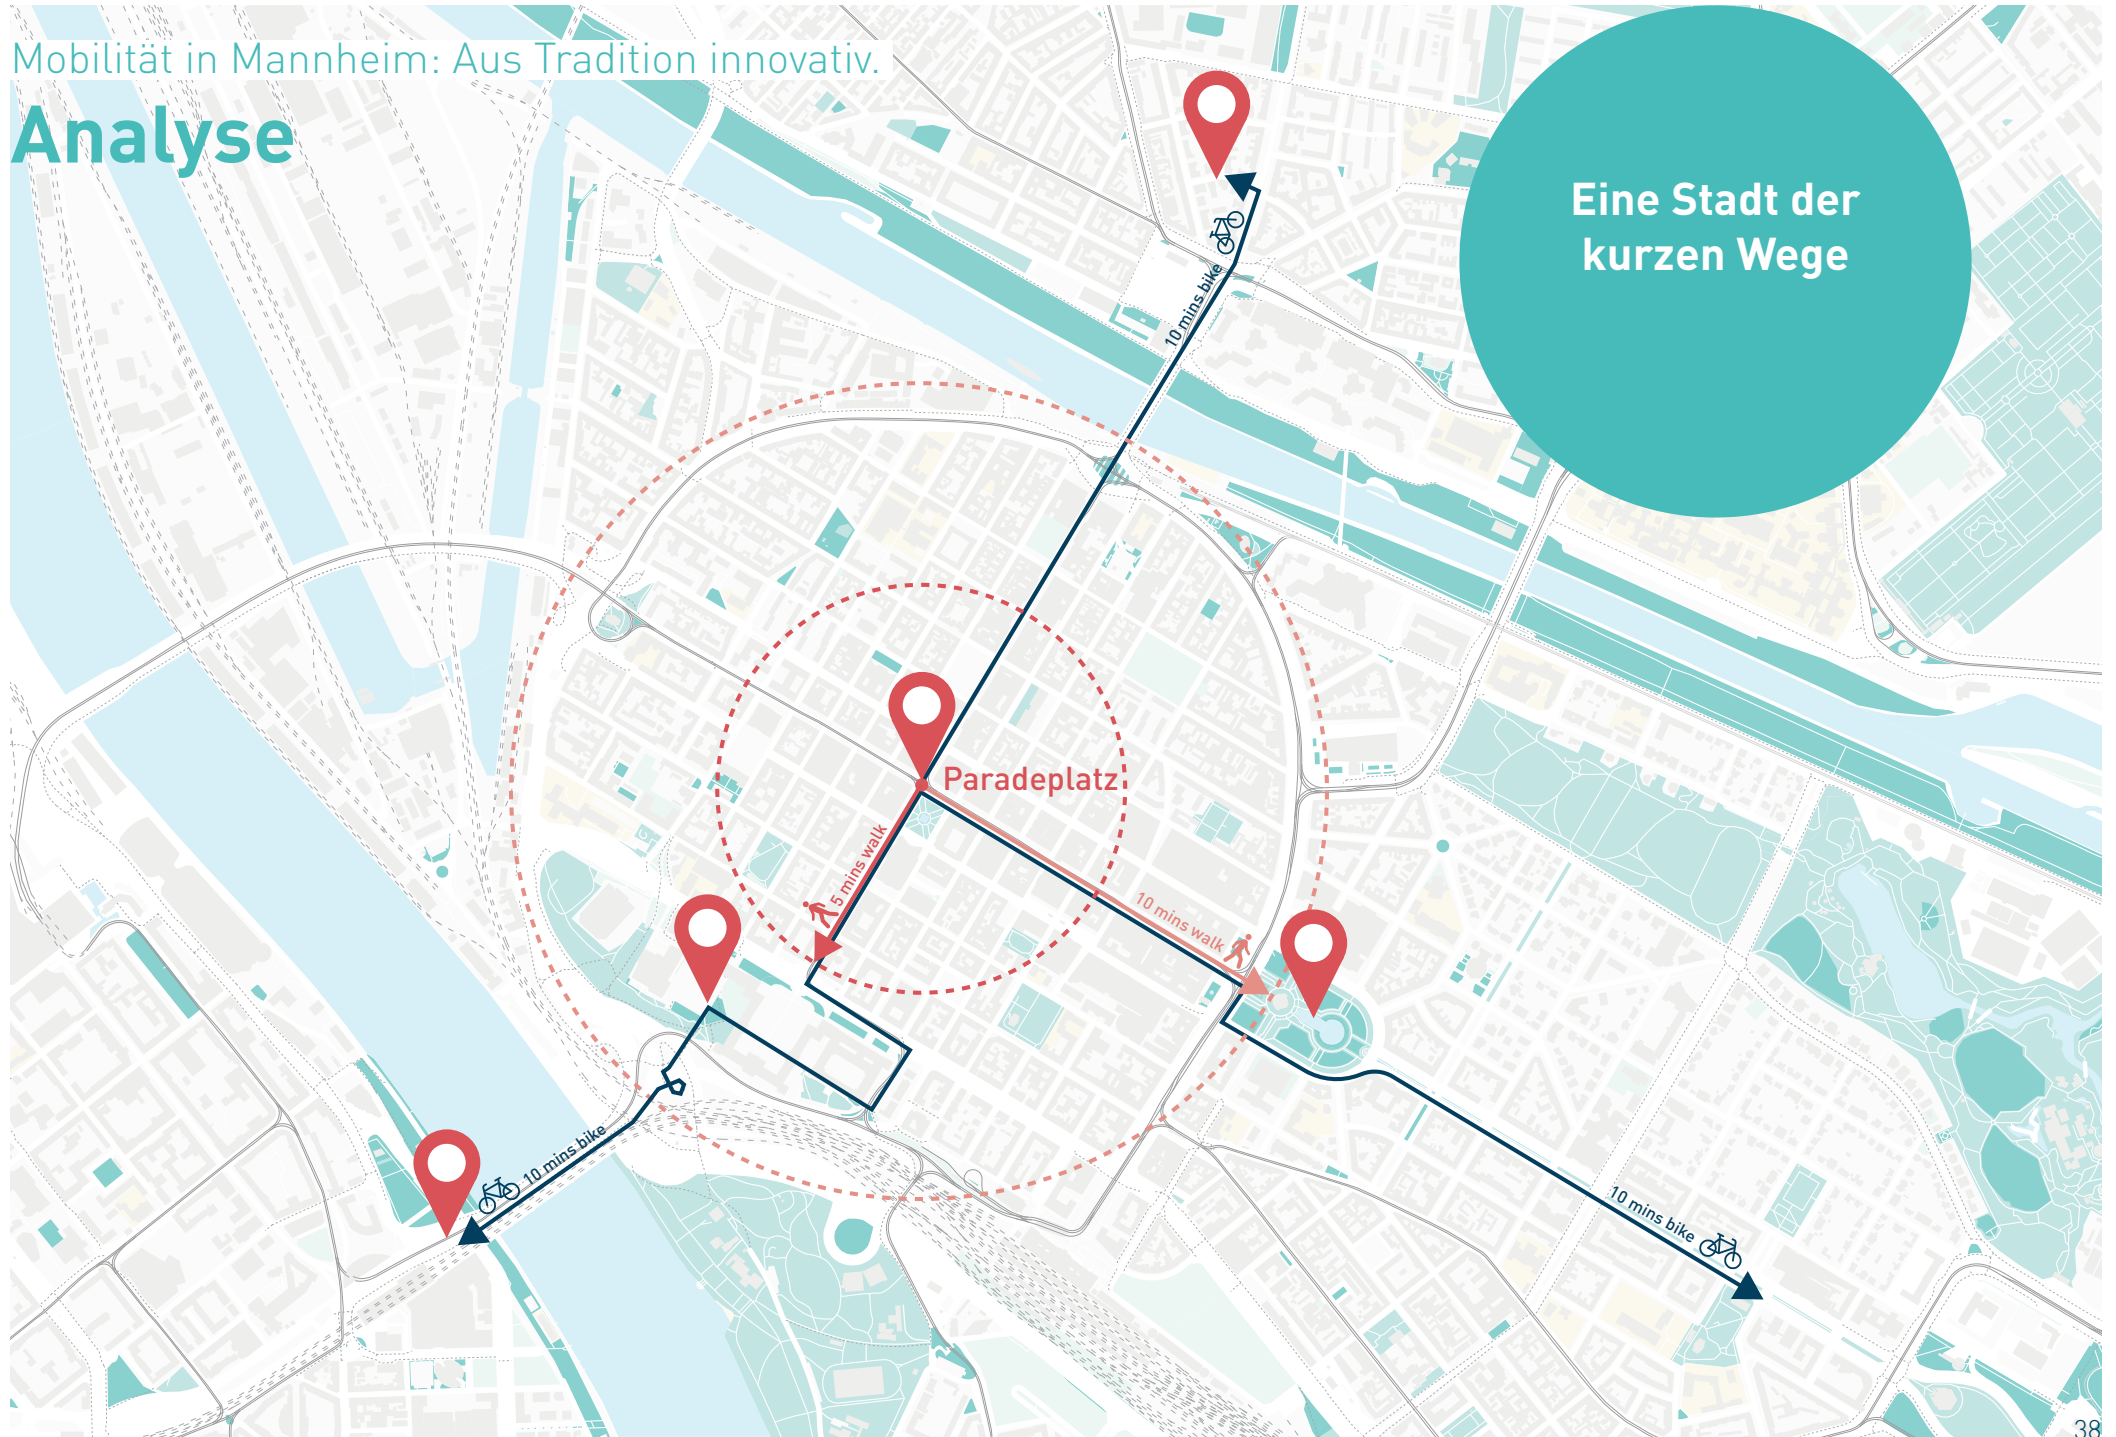 Mobilität in Mannheim: Aus Tradition innovativ.
Analyse
Eine Stadt der
kurzen Wege
10 mins bike
Paradeplatz
5 mins walk
10 mins walk
10 mins bike
10 mins bike
38